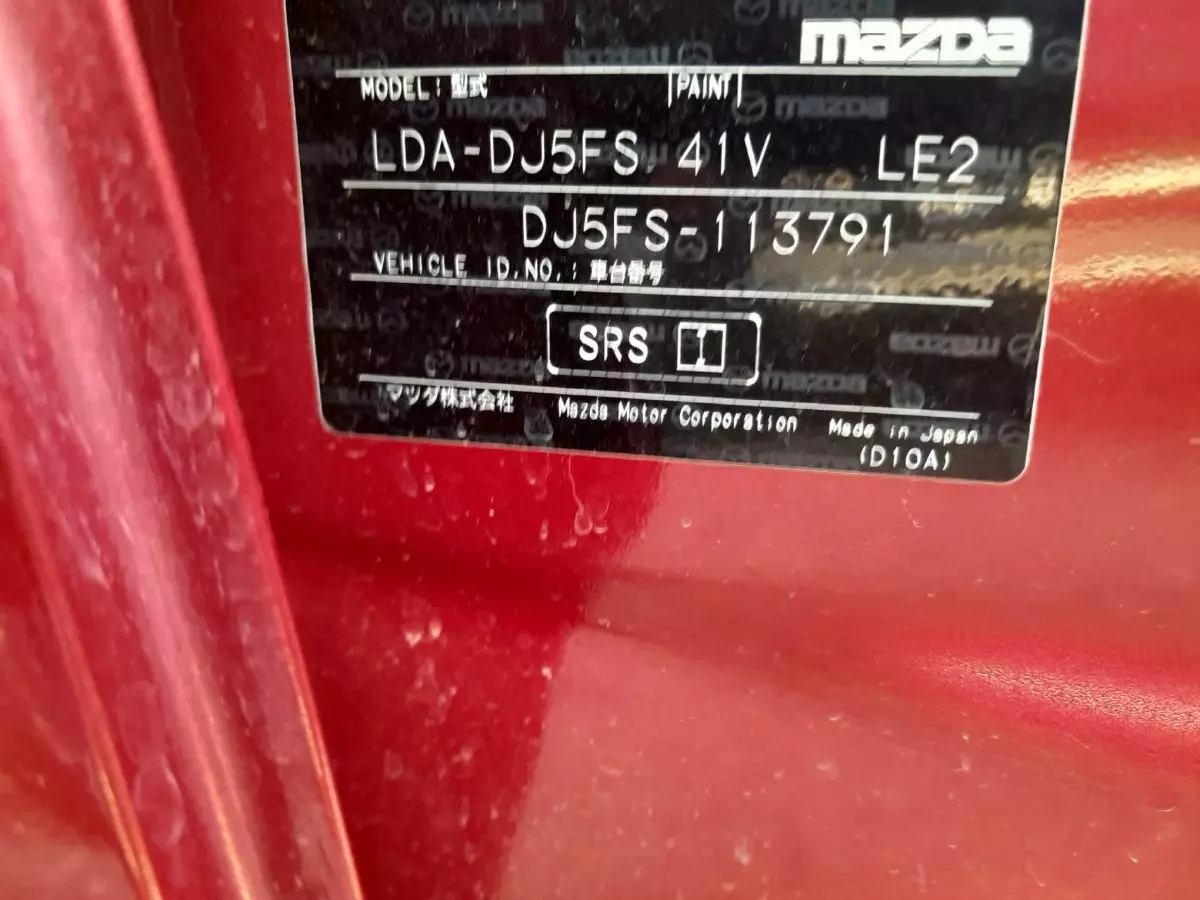 mazda
MODEL: 型式 PAINT
LDA-DJ5FS 41V LE2
DJ5FS-113791
VEHICLE ID.NO.: 車台番号
SRS I
マツダ株式会社 Mazda Motor Corporation Made in Japan
(D10A)